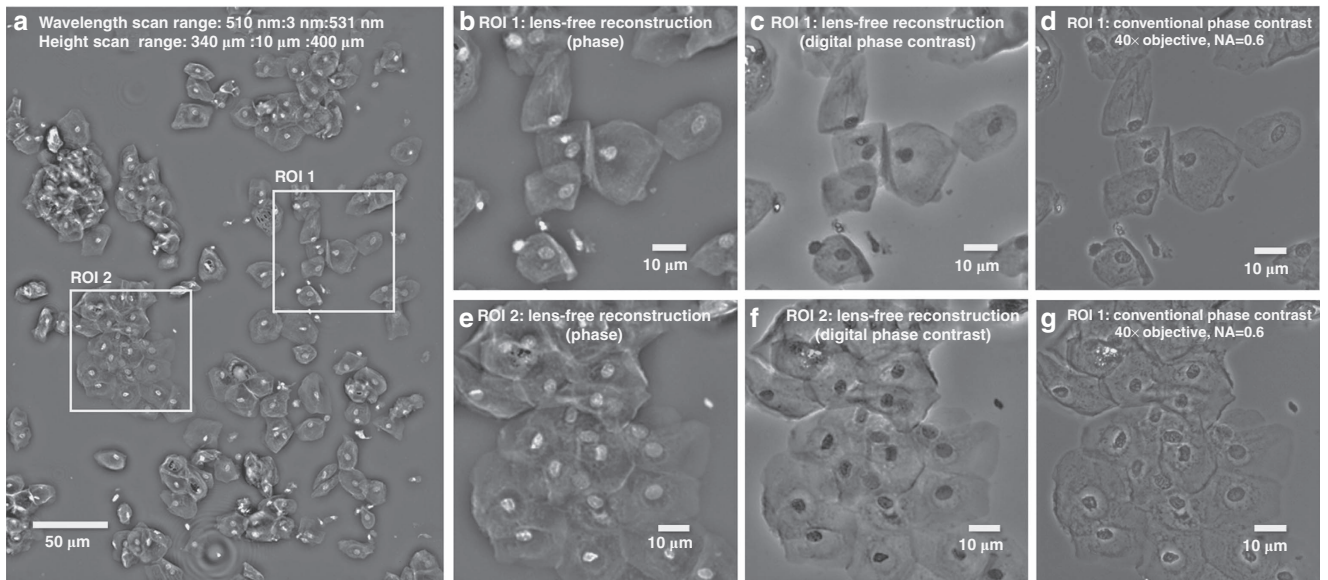 a Wavelength scan range: 510 nm:3 nm:531 nm
Height scan range: 340 μm :10 μm :400 μm
ROI 1
ROI 2
50 μm
b ROI 1: lens-free reconstruction
(phase)
10 μm
c ROI 1: lens-free reconstruction
(digital phase contrast)
10 μm
d ROI 1: conventional phase contrast
40× objective, NA=0.6
10 μm
e ROI 2: lens-free reconstruction
(phase)
10 μm
f ROI 2: lens-free reconstruction
(digital phase contrast)
10 μm
g ROI 1: conventional phase contrast
40× objective, NA=0.6
10 μm